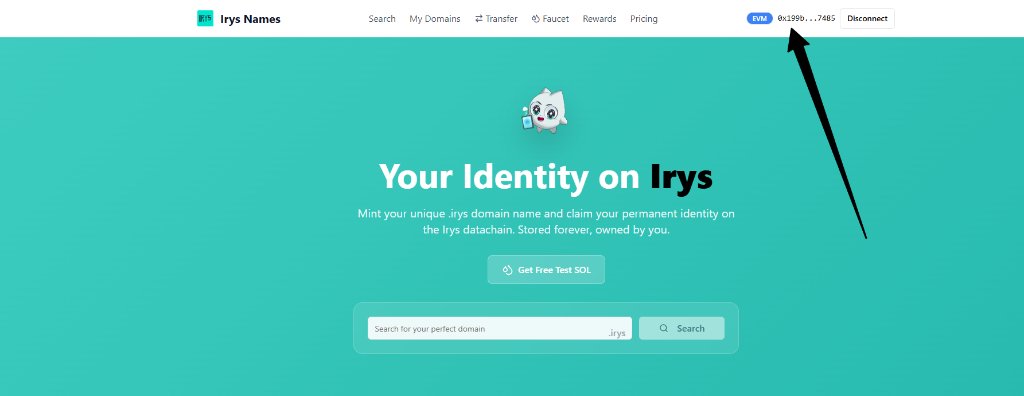 IRYS Irys Names Search My Domains Transfer Faucet Rewards Pricing EVM 0x199b...7485 Disconnect
Your Identity on Irys
Mint your unique .irys domain name and claim your permanent identity on
the Irys datachain. Stored forever, owned by you.
Get Free Test SOL
Search for your perfect domain .irys Search